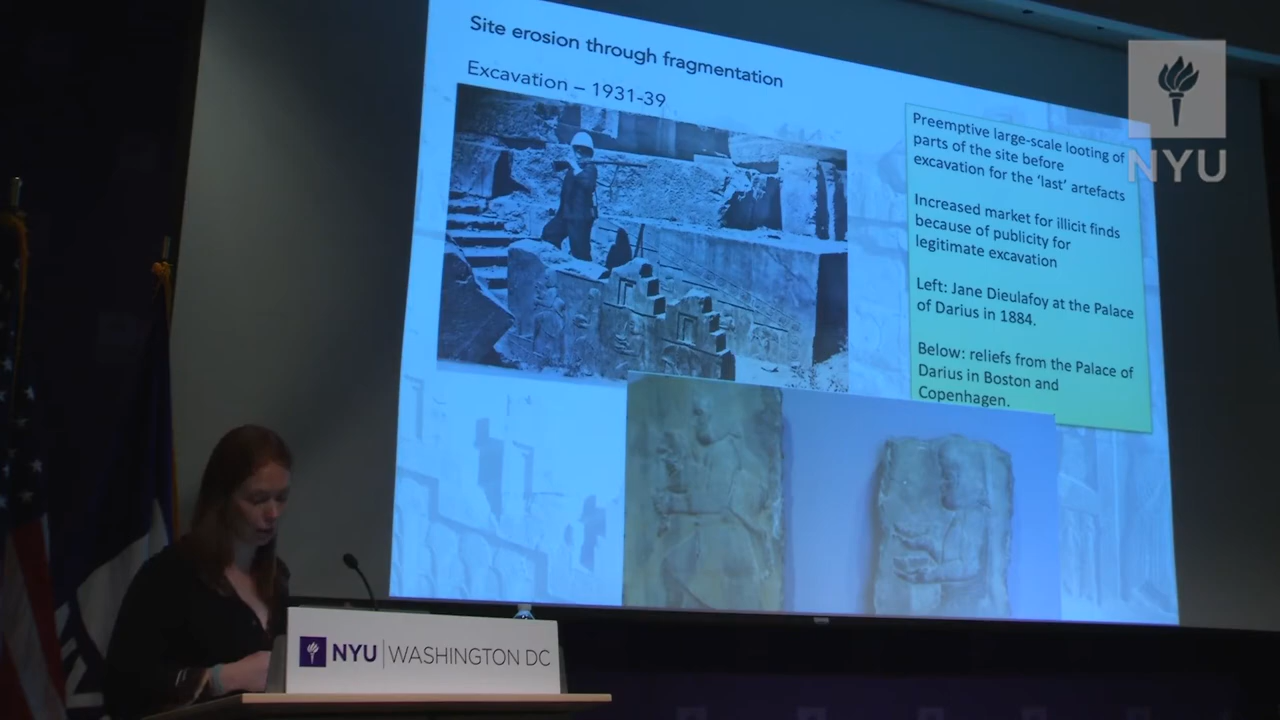 Site erosion through fragmentation
Excavation – 1931-39
Preemptive large-scale looting of
parts of the site before
excavation for the 'last' artefacts
Increased market for illicit finds
because of publicity for
legitimate excavation
Left: Jane Dieulafoy at the Palace
of Darius in 1884.
Below: reliefs from the Palace of
Darius in Boston and
Copenhagen.
NYU
NYU WASHINGTON DC